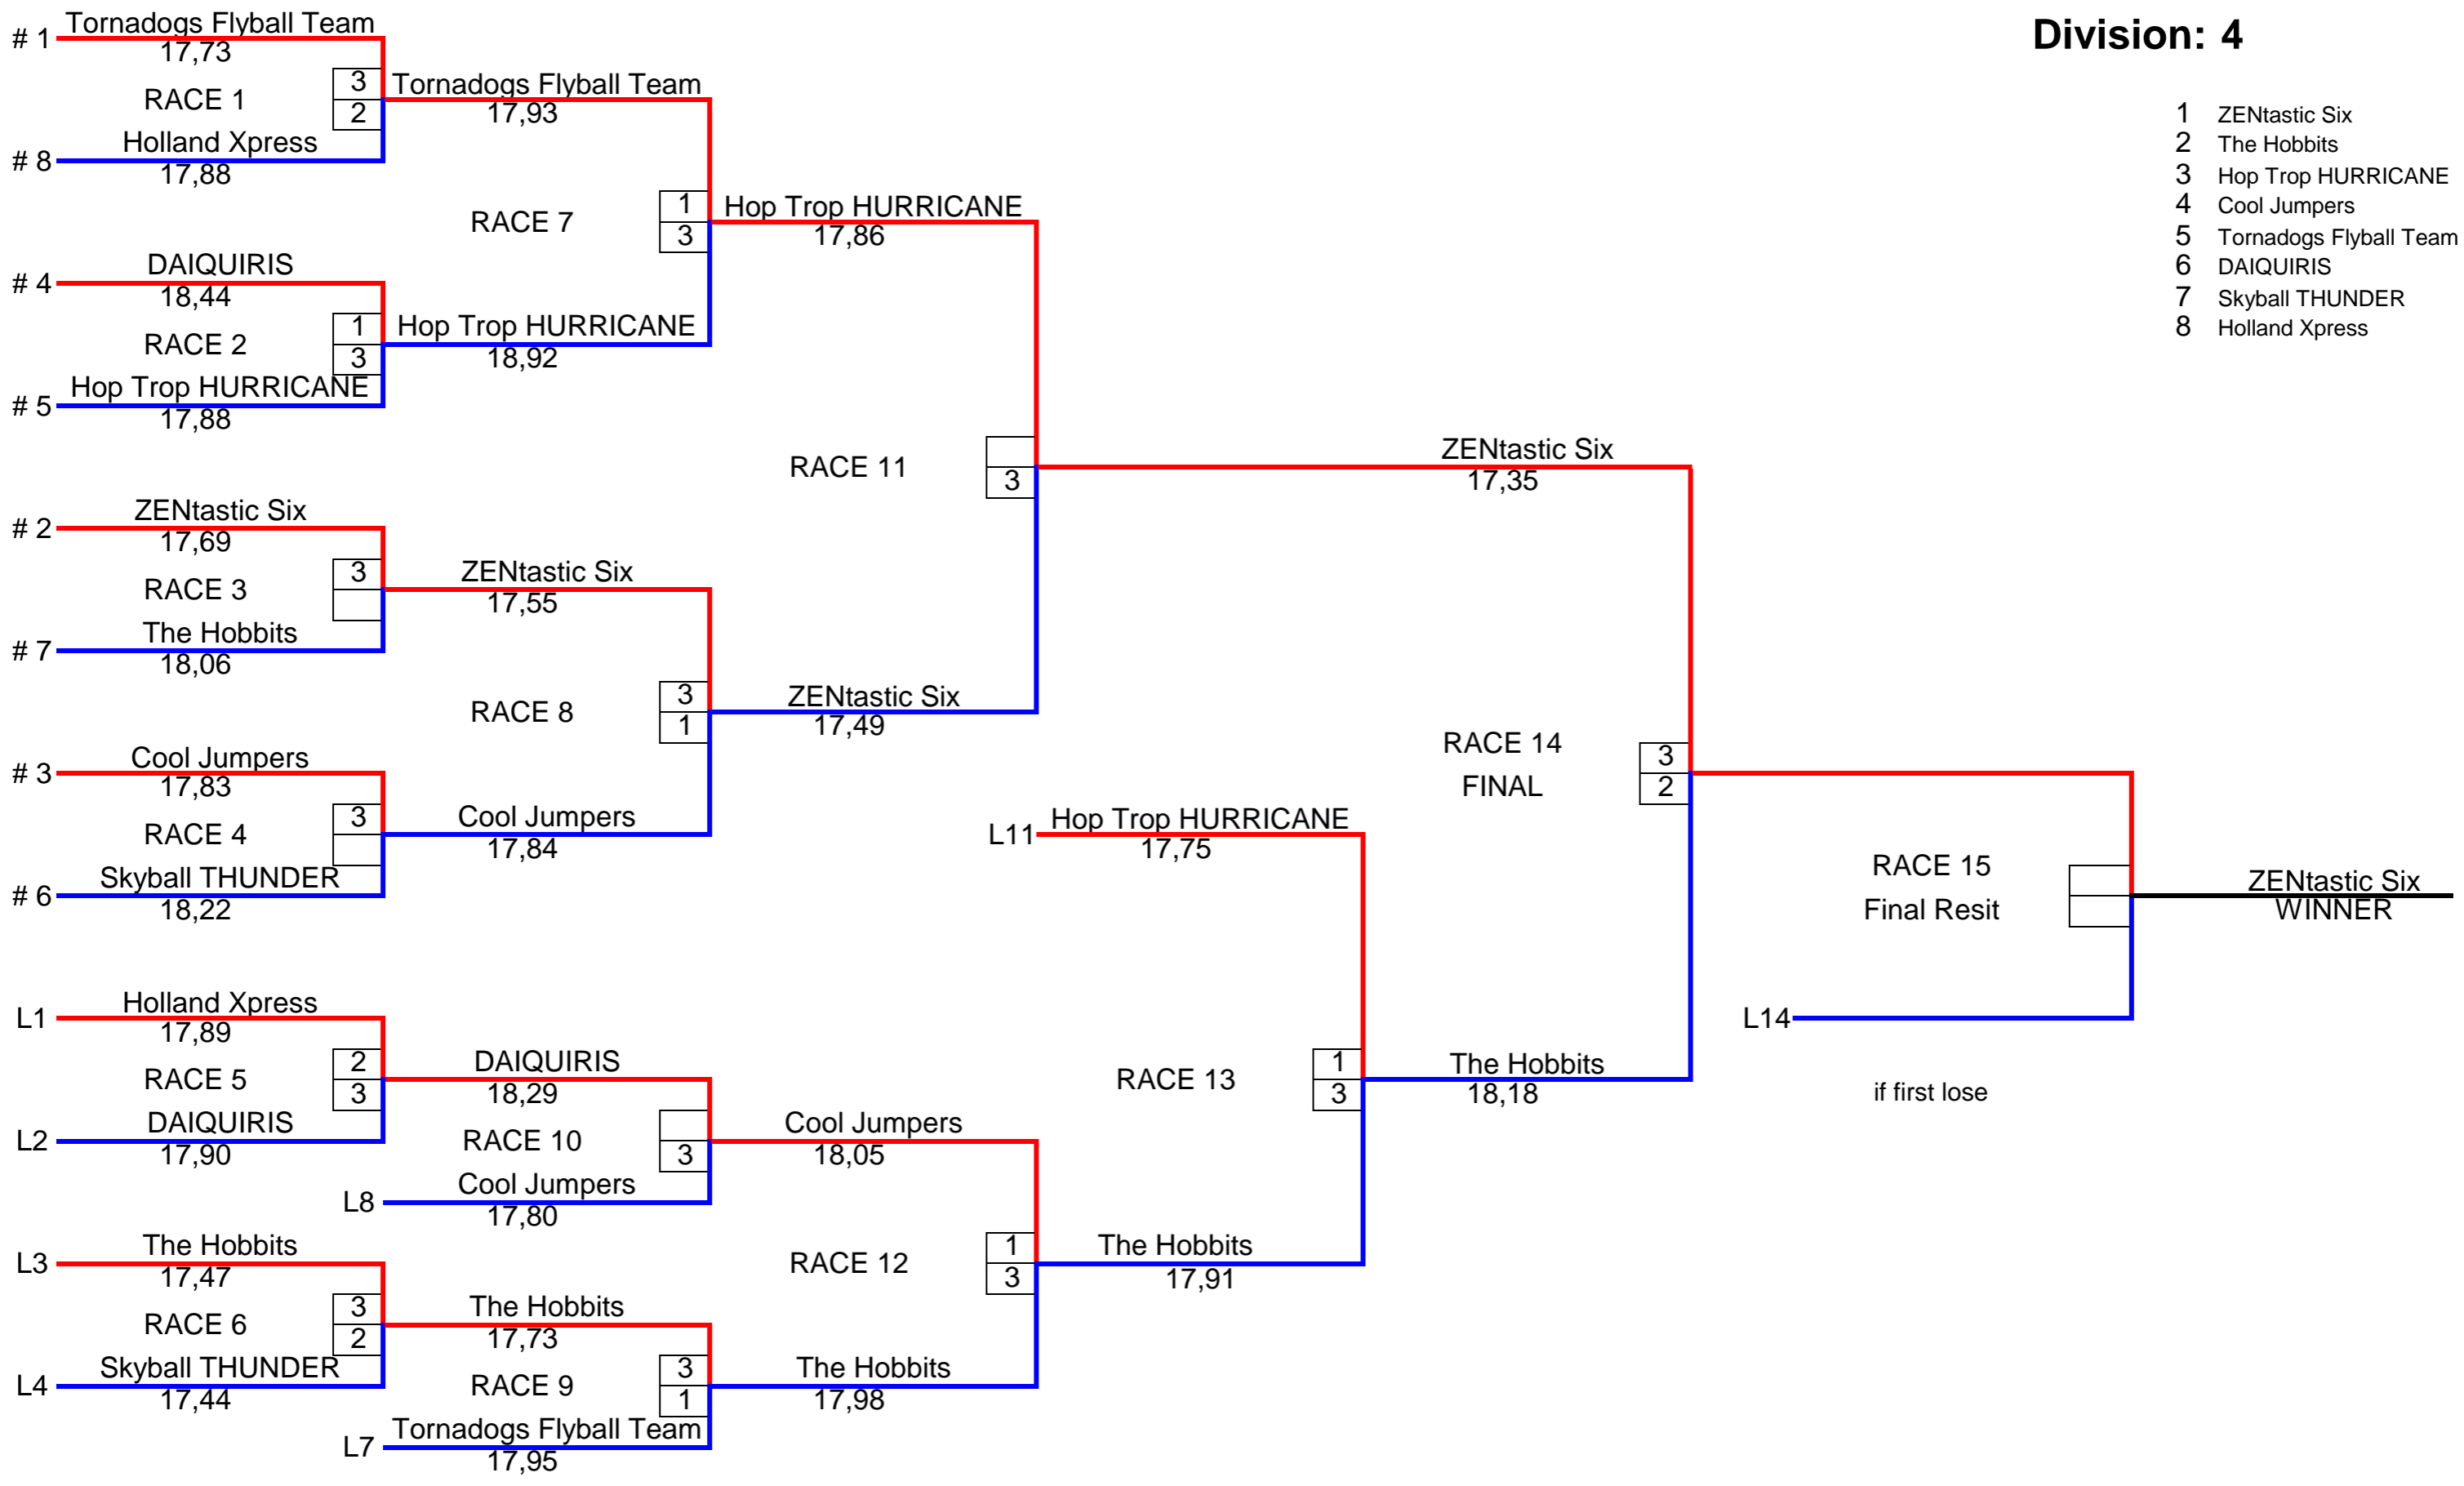 Division: 4
1 ZENtastic Six
2 The Hobbits
3 Hop Trop HURRICANE
4 Cool Jumpers
5 Tornadogs Flyball Team
6 DAIQUIRIS
7 Skyball THUNDER
8 Holland Xpress
# 1 Tornadogs Flyball Team
17,73
RACE 1
3
2
Holland Xpress
# 8
17,88
Tornadogs Flyball Team
17,93
RACE 7
1
3
# 4 DAIQUIRIS
18,44
RACE 2
1
3
Hop Trop HURRICANE
# 5
17,88
Hop Trop HURRICANE
18,92
Hop Trop HURRICANE
17,86
RACE 11
3
# 2 ZENtastic Six
17,69
RACE 3
3
The Hobbits
# 7
18,06
ZENtastic Six
17,55
RACE 8
3
1
# 3 Cool Jumpers
17,83
RACE 4
3
Skyball THUNDER
# 6
18,22
Cool Jumpers
17,84
ZENtastic Six
17,49
ZENtastic Six
17,35
RACE 14
FINAL
3
2
L1 Holland Xpress
17,89
RACE 5
2
3
DAIQUIRIS
L2
17,90
DAIQUIRIS
18,29
RACE 10
3
Cool Jumpers
L8
17,80
L3 The Hobbits
17,47
RACE 6
3
2
Skyball THUNDER
L4
17,44
The Hobbits
17,73
RACE 9
3
1
Tornadogs Flyball Team
L7
17,95
Cool Jumpers
18,05
RACE 12
1
3
The Hobbits
17,98
L11 Hop Trop HURRICANE
17,75
RACE 13
1
3
The Hobbits
17,91
The Hobbits
18,18
RACE 15
Final Resit
L14
if first lose
ZENtastic Six
WINNER